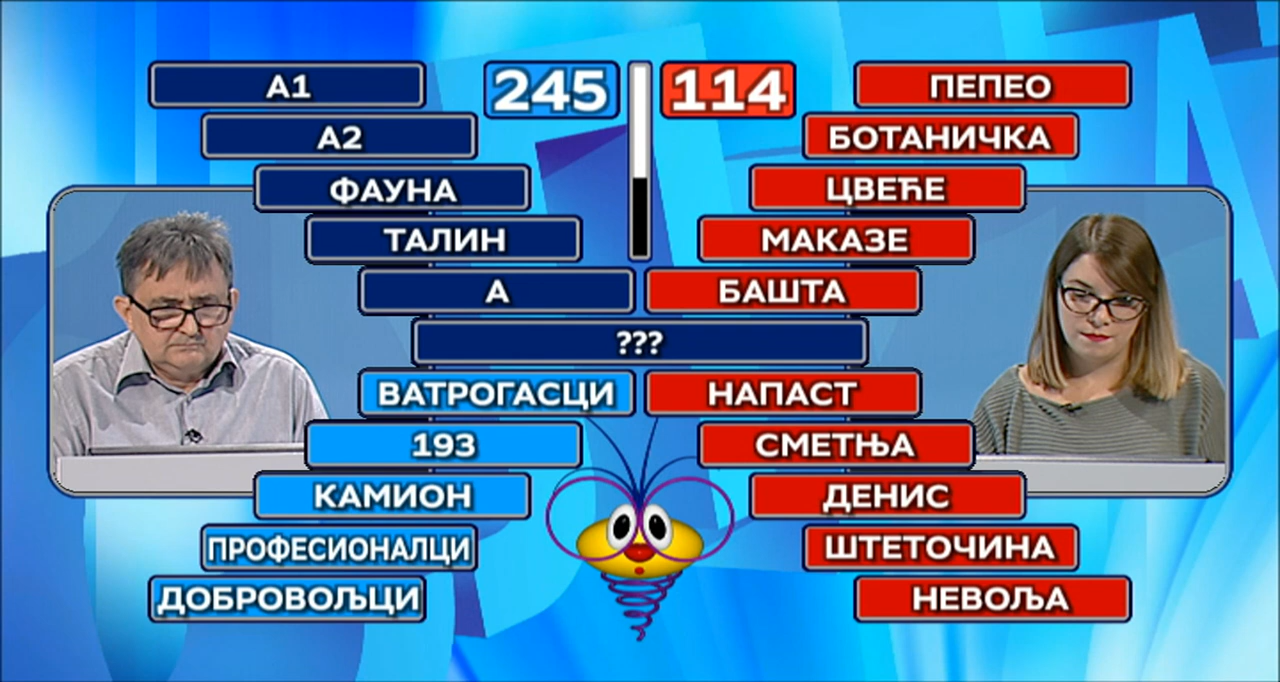 А1
245
114
ПЕПЕО
А2
БОТАНИЧКА
ФАУНА
ЦВЕЋЕ
ТАЛИН
МАКАЗЕ
А
БАШТА
???
ВАТРОГАСЦИ
НАПАСТ
193
СМЕТЊА
КАМИОН
ДЕНИС
ПРОФЕСИОНАЛЦИ
ШТЕТОЧИНА
ДОБРОВОЉЦИ
НЕВОЉА